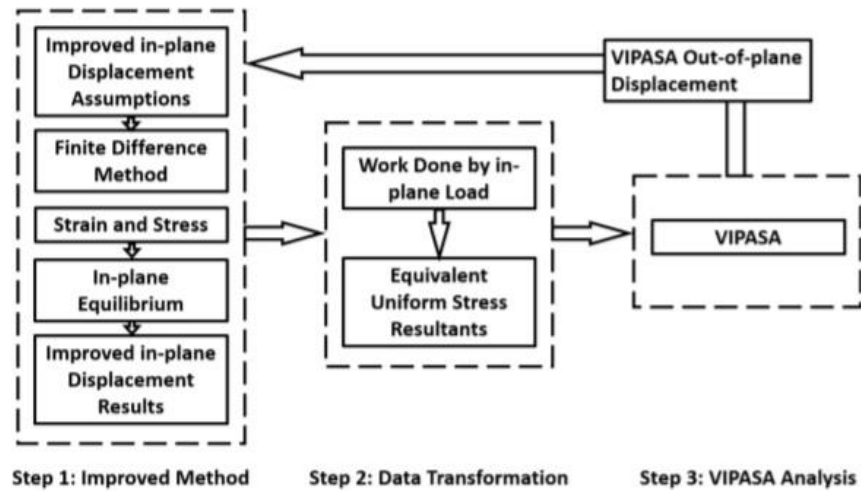 Improved in-plane
Displacement
Assumptions
Finite Difference
Method
Strain and Stress
In-plane
Equilibrium
Improved in-plane
Displacement
Results
Step 1: Improved Method
Work Done by in-
plane Load
Equivalent
Uniform Stress
Resultants
Step 2: Data Transformation
VIPASA Out-of-plane
Displacement
VIPASA
Step 3: VIPASA Analysis